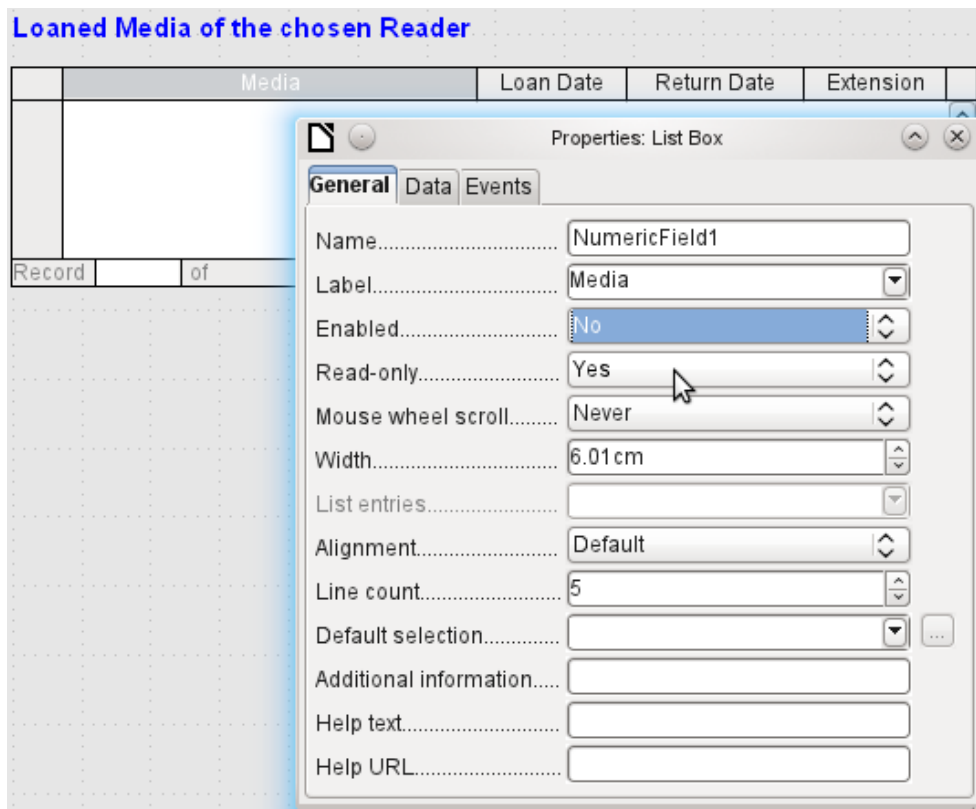 Loaned Media of the chosen Reader
Media Loan Date Return Date Extension
Record of
Properties: List Box
General Data Events
Name.............................. NumericField1
Label............................... Media
Enabled.......................... No
Read-only........................ Yes
Mouse wheel scroll........ Never
Width.............................. 6.01cm
List entries......................
Alignment........................ Default
Line count....................... 5
Default selection.............
Additional information.....
Help text.........................
Help URL.........................
...